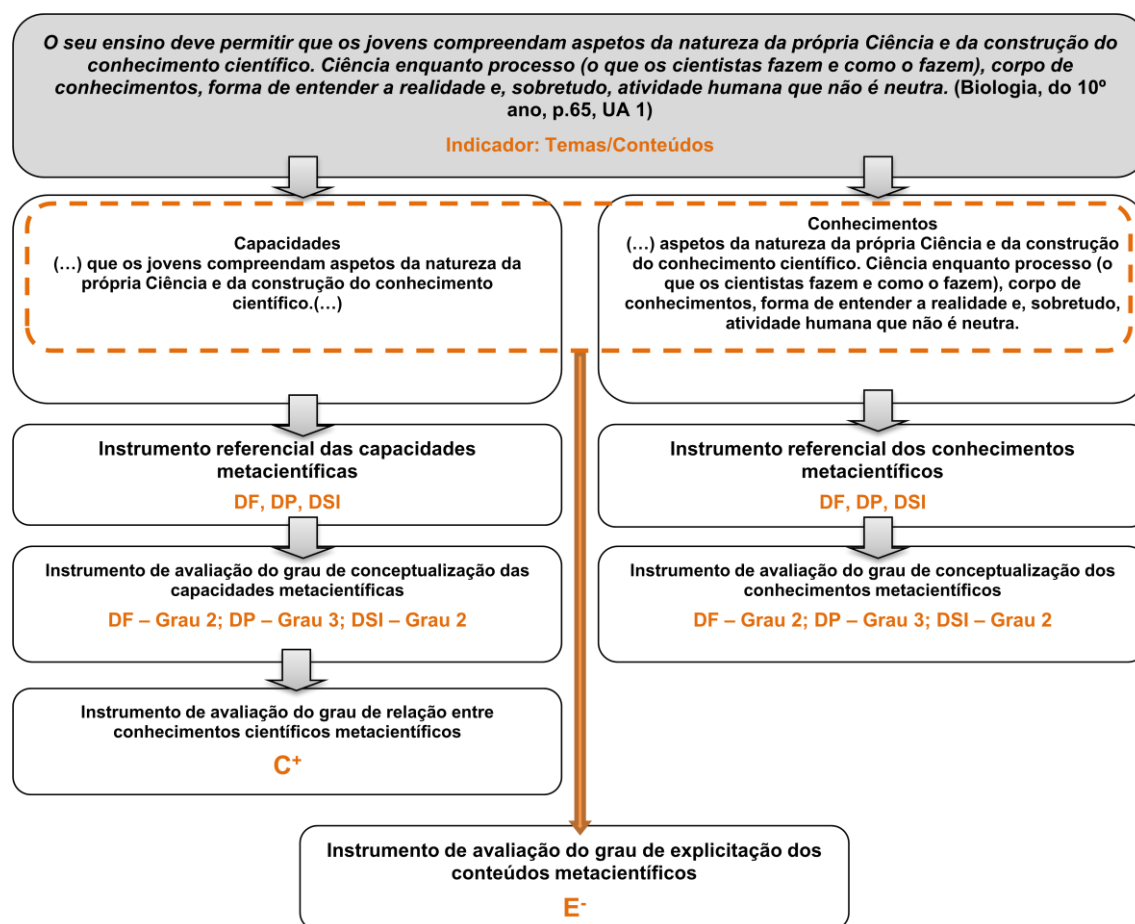 O seu ensino deve permitir que os jovens compreendam aspetos da natureza da própria Ciência e da construção do
conhecimento científico. Ciência enquanto processo (o que os cientistas fazem e como o fazem), corpo de
conhecimentos, forma de entender a realidade e, sobretudo, atividade humana que não é neutra. (Biologia, do 10º
ano, p.65, UA 1)
Indicador: Temas/Conteúdos
Capacidades
(…) que os jovens compreendam aspetos da natureza da
própria Ciência e da construção do conhecimento
científico.(…)
Conhecimentos
(…) aspetos da natureza da própria Ciência e da construção
do conhecimento científico. Ciência enquanto processo (o
que os cientistas fazem e como o fazem), corpo de
conhecimentos, forma de entender a realidade e, sobretudo,
atividade humana que não é neutra.
Instrumento referencial das capacidades
metacientíficas
DF, DP, DSI
Instrumento referencial dos conhecimentos
metacientíficos
DF, DP, DSI
Instrumento de avaliação do grau de conceptualização das
capacidades metacientíficas
DF – Grau 2; DP – Grau 3; DSI – Grau 2
Instrumento de avaliação do grau de conceptualização dos
conhecimentos metacientíficos
DF – Grau 2; DP – Grau 3; DSI – Grau 2
Instrumento de avaliação do grau de relação entre
conhecimentos científicos metacientíficos
C⁺
Instrumento de avaliação do grau de explicitação dos
conteúdos metacientíficos
E⁻